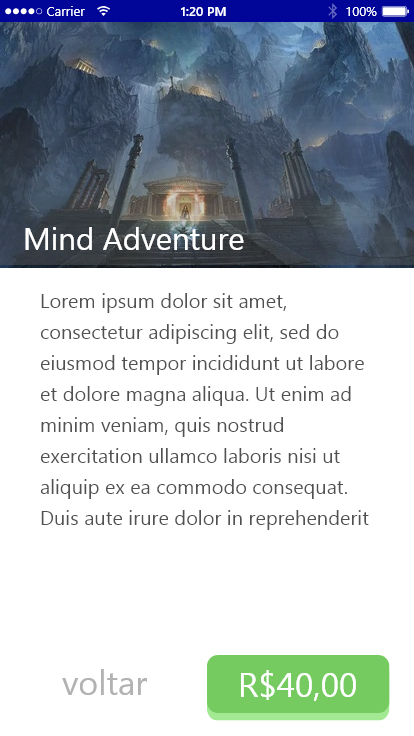 Carrier 1:20 PM 100%
Mind Adventure
Lorem ipsum dolor sit amet,
consectetur adipiscing elit, sed do
eiusmod tempor incididunt ut labore
et dolore magna aliqua. Ut enim ad
minim veniam, quis nostrud
exercitation ullamco laboris nisi ut
aliquip ex ea commodo consequat.
Duis aute irure dolor in reprehenderit
voltar R$40,00